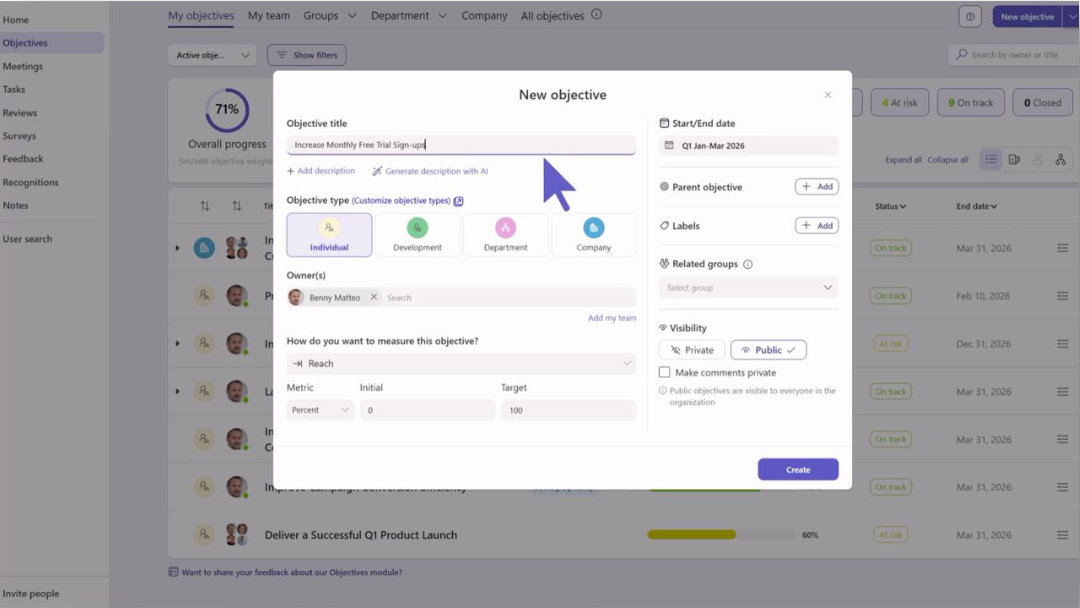 Home
Objectives
Meetings
Tasks
Reviews
Surveys
Feedback
Recognitions
Notes
User search
Invite people
My objectives
My team
Groups
Department
Company
All objectives
New objective
Active obje...
Show filters
Search by owner or title
71%
Overall progress
Set/edit objective weight
4 At risk
9 On track
0 Closed
Expand all Collapse all
Status
End date
On track Mar 31, 2026
On track Feb 10, 2026
At risk Dec 31, 2026
On track Mar 31, 2026
On track Mar 31, 2026
On track Mar 31, 2026
Deliver a Successful Q1 Product Launch 60% At risk Mar 31, 2026
Want to share your feedback about our Objectives module?
New objective
Objective title
Increase Monthly Free Trial Sign-ups
+ Add description
Generate description with AI
Objective type (Customize objective types)
Individual
Development
Department
Company
Owner(s)
Benny Matteo
Search
Add my team
How do you want to measure this objective?
Reach
Metric Initial Target
Percent 0 100
Start/End date
Q1 Jan-Mar 2026
Parent objective
+ Add
Labels
+ Add
Related groups
Select group
Visibility
Private
Public
Make comments private
Public objectives are visible to everyone in the
organization
Create